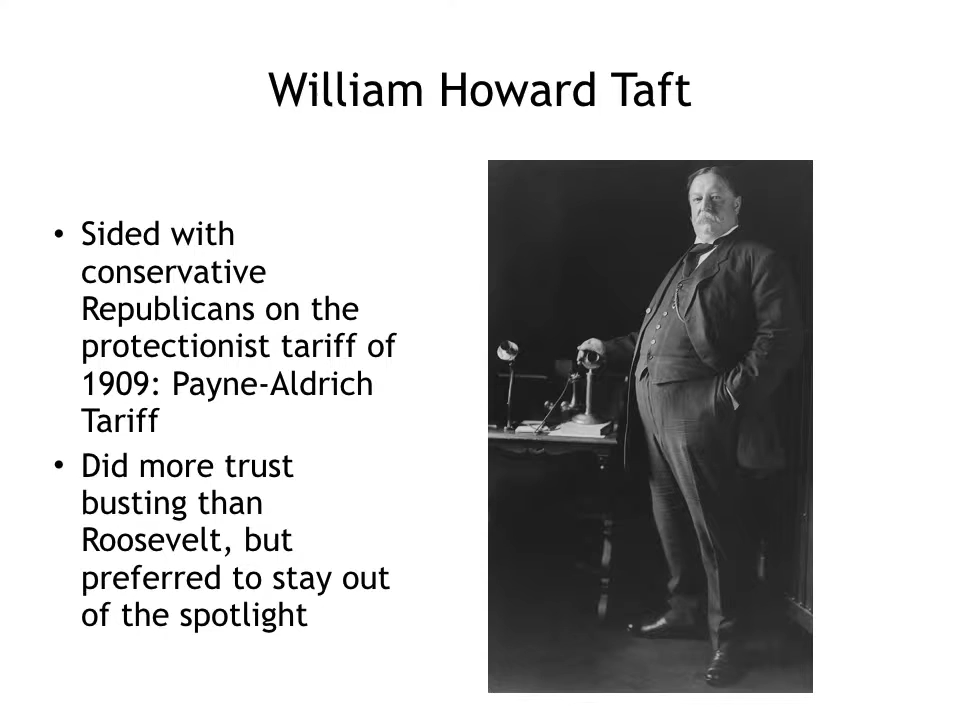 William Howard Taft
• Sided with
conservative
Republicans on the
protectionist tariff of
1909: Payne-Aldrich
Tariff
• Did more trust
busting than
Roosevelt, but
preferred to stay out
of the spotlight